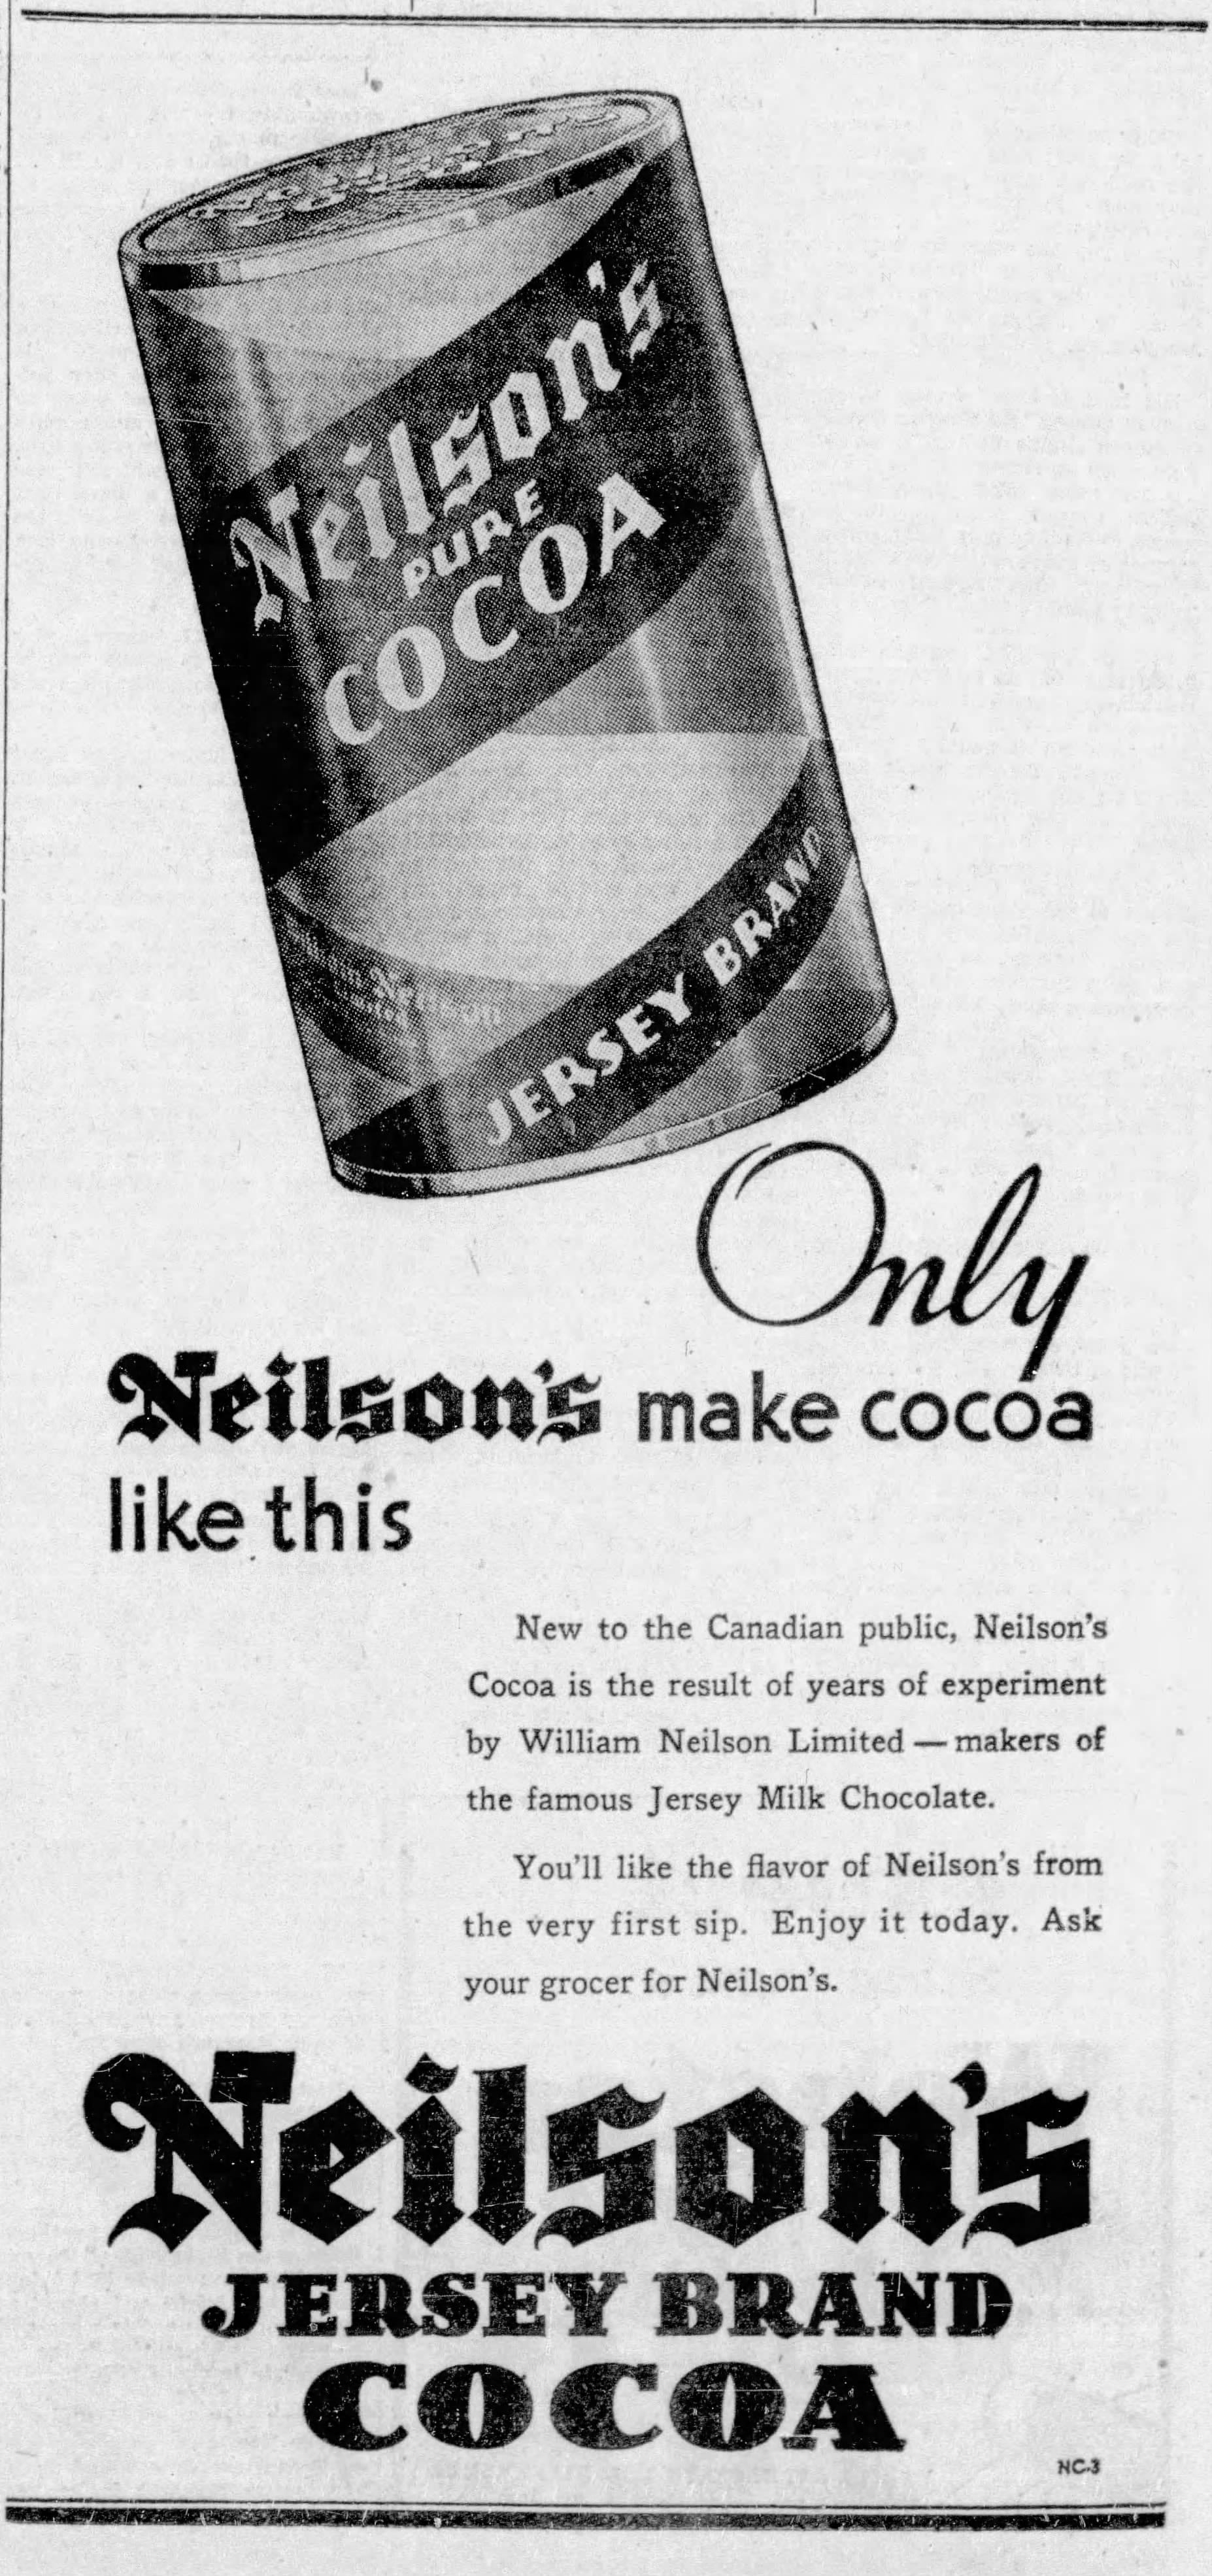 NEILSON'S
COCOA
Neilson's
PURE
COCOA
JERSEY BRAND
Only
Neilson's make cocoa
like this
New to the Canadian public, Neilson's
Cocoa is the result of years of experiment
by William Neilson Limited — makers of
the famous Jersey Milk Chocolate.
You'll like the flavor of Neilson's from
the very first sip. Enjoy it today. Ask
your grocer for Neilson's.
Neilson's
JERSEY BRAND
COCOA
NC-3